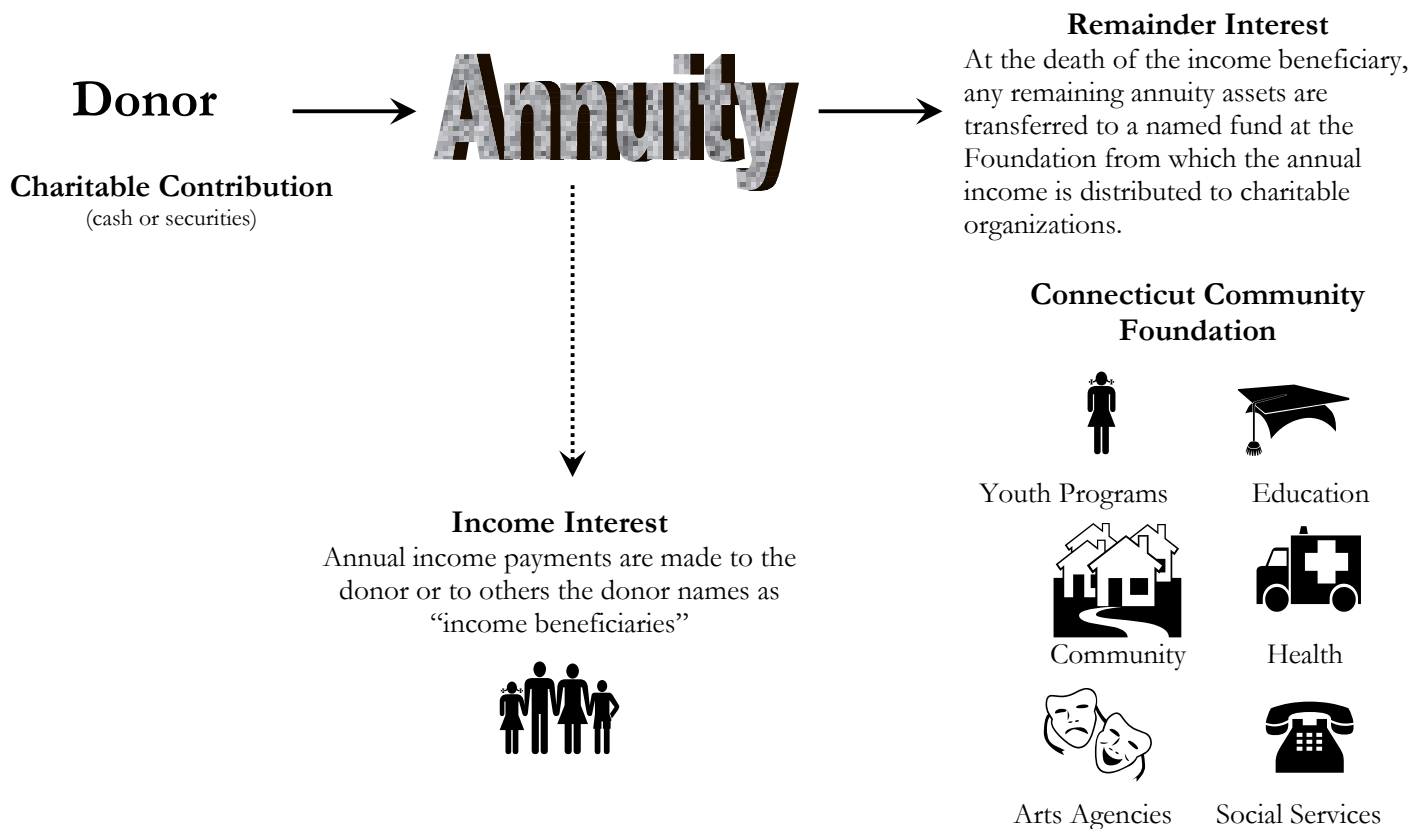 Donor
Charitable Contribution
(cash or securities)
Annuity
Remainder Interest
At the death of the income beneficiary,
any remaining annuity assets are
transferred to a named fund at the
Foundation from which the annual
income is distributed to charitable
organizations.
Income Interest
Annual income payments are made to the
donor or to others the donor names as
“income beneficiaries”
Connecticut Community
Foundation
Youth Programs
Education
Community
Health
Arts Agencies
Social Services